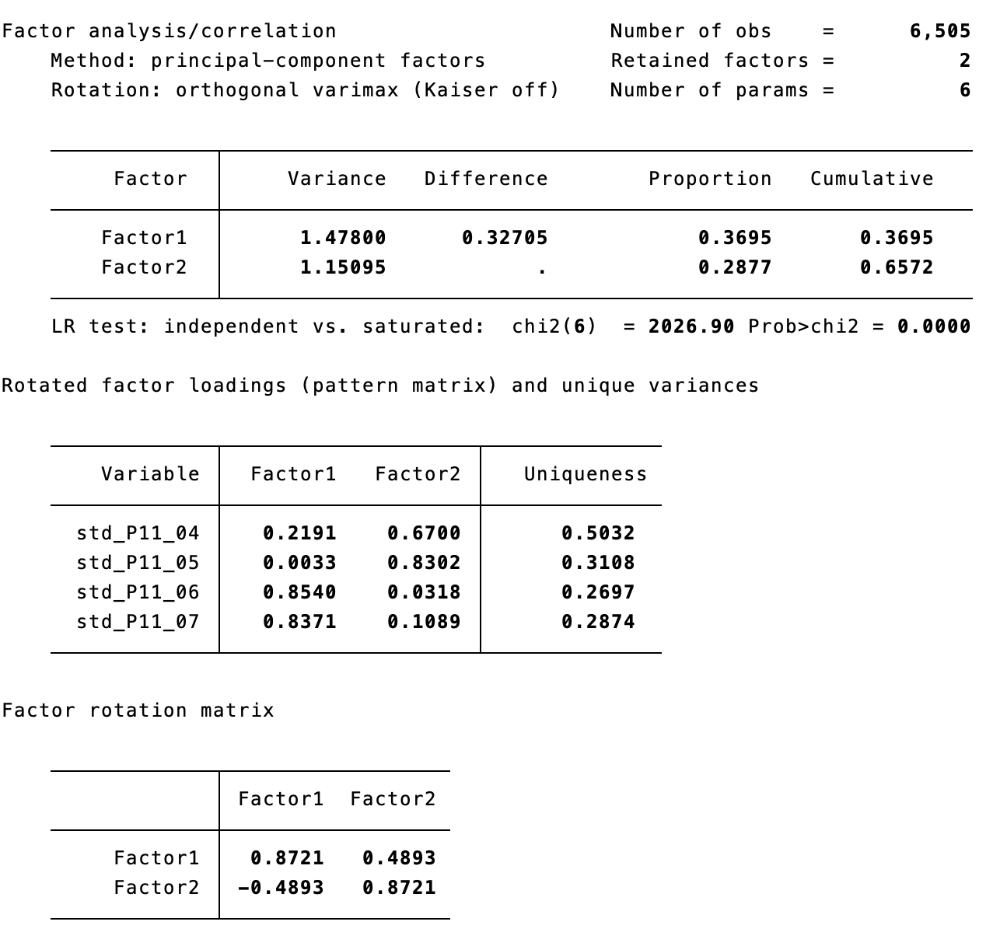 Factor analysis/correlation Number of obs = 6,505
Method: principal-component factors Retained factors = 2
Rotation: orthogonal varimax (Kaiser off) Number of params = 6
Factor Variance Difference Proportion Cumulative
Factor1 1.47800 0.32705 0.3695 0.3695
Factor2 1.15095 . 0.2877 0.6572
LR test: independent vs. saturated: chi2(6) = 2026.90 Prob>chi2 = 0.0000
Rotated factor loadings (pattern matrix) and unique variances
Variable Factor1 Factor2 Uniqueness
std_P11_04 0.2191 0.6700 0.5032
std_P11_05 0.0033 0.8302 0.3108
std_P11_06 0.8540 0.0318 0.2697
std_P11_07 0.8371 0.1089 0.2874
Factor rotation matrix
Factor1 Factor2
Factor1 0.8721 0.4893
Factor2 -0.4893 0.8721